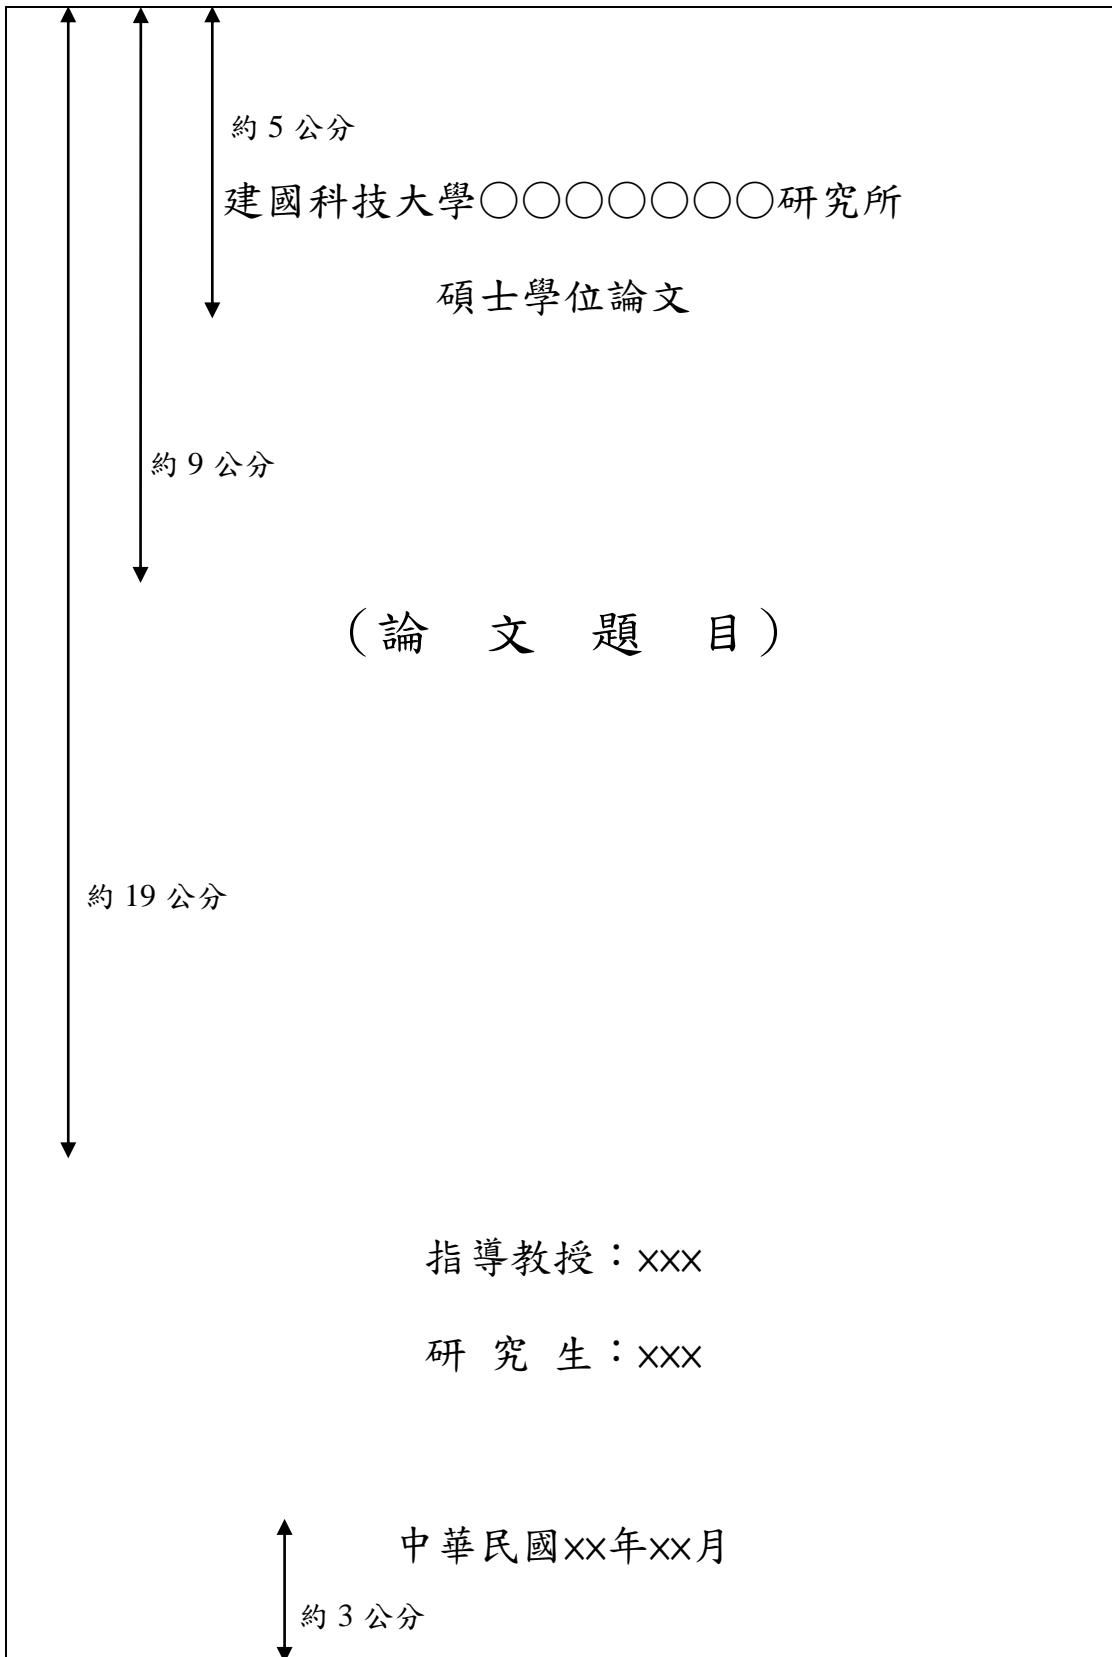 約 5 公分
建國科技大學○○○○○○○研究所
碩士學位論文
約 9 公分
（論　文　題　目）
約 19 公分
指導教授：xxx
研 究 生：xxx
中華民國xx年xx月
約 3 公分